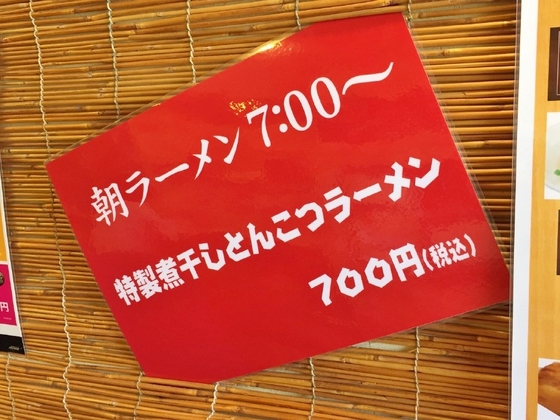 朝ラーメン 7:00〜
特製煮干しとんこつラーメン
700円(税込)
円